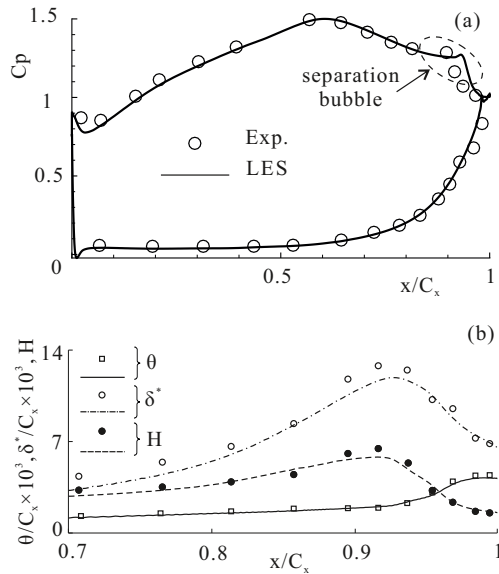 (a)
1.5
Cp
1
0.5
0
separation
bubble
Exp.
LES
0.5
1
x/Cₓ
(b)
14
7
0
θ/Cₓ×10³, δ*/Cₓ×10³, H
θ
δ*
H
0.7
0.8
0.9
1
x/Cₓ